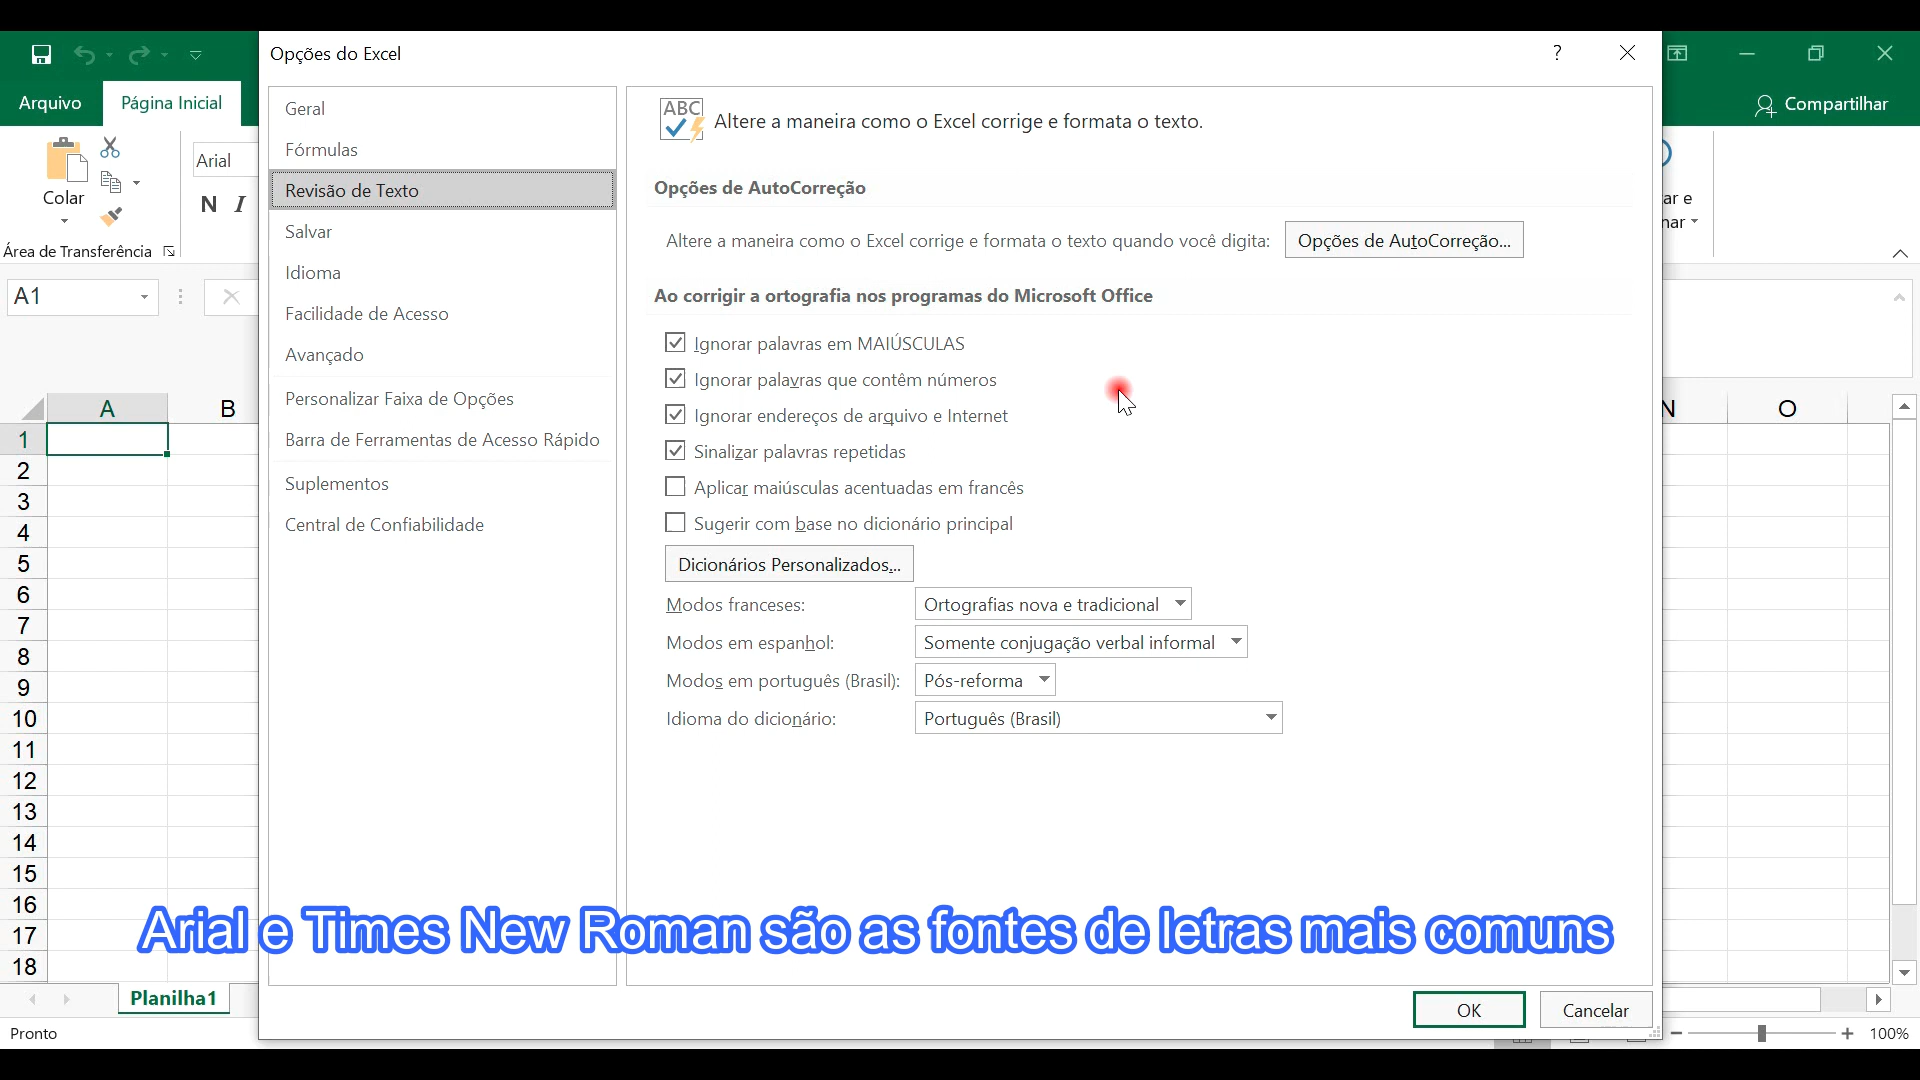 Opções do Excel
?
Arquivo
Página Inicial
Compartilhar
Colar
Arial
N I
Área de Transferência
A1
Geral
Fórmulas
Revisão de Texto
Salvar
Idioma
Facilidade de Acesso
Avançado
Personalizar Faixa de Opções
Barra de Ferramentas de Acesso Rápido
Suplementos
Central de Confiabilidade
ABC
Altere a maneira como o Excel corrige e formata o texto.
Opções de AutoCorreção
Altere a maneira como o Excel corrige e formata o texto quando você digita:
Opções de AutoCorreção...
Ao corrigir a ortografia nos programas do Microsoft Office
Ignorar palavras em MAIÚSCULAS
Ignorar palavras que contêm números
Ignorar endereços de arquivo e Internet
Sinalizar palavras repetidas
Aplicar maiúsculas acentuadas em francês
Sugerir com base no dicionário principal
Dicionários Personalizados...
Modos franceses: Ortografias nova e tradicional
Modos em espanhol: Somente conjugação verbal informal
Modos em português (Brasil): Pós-reforma
Idioma do dicionário: Português (Brasil)
ar e
nar
A B N O
1
2
3
4
5
6
7
8
9
10
11
12
13
14
15
16
17
18
Arial e Times New Roman são as fontes de letras mais comuns
Planilha1
OK
Cancelar
Pronto
100%